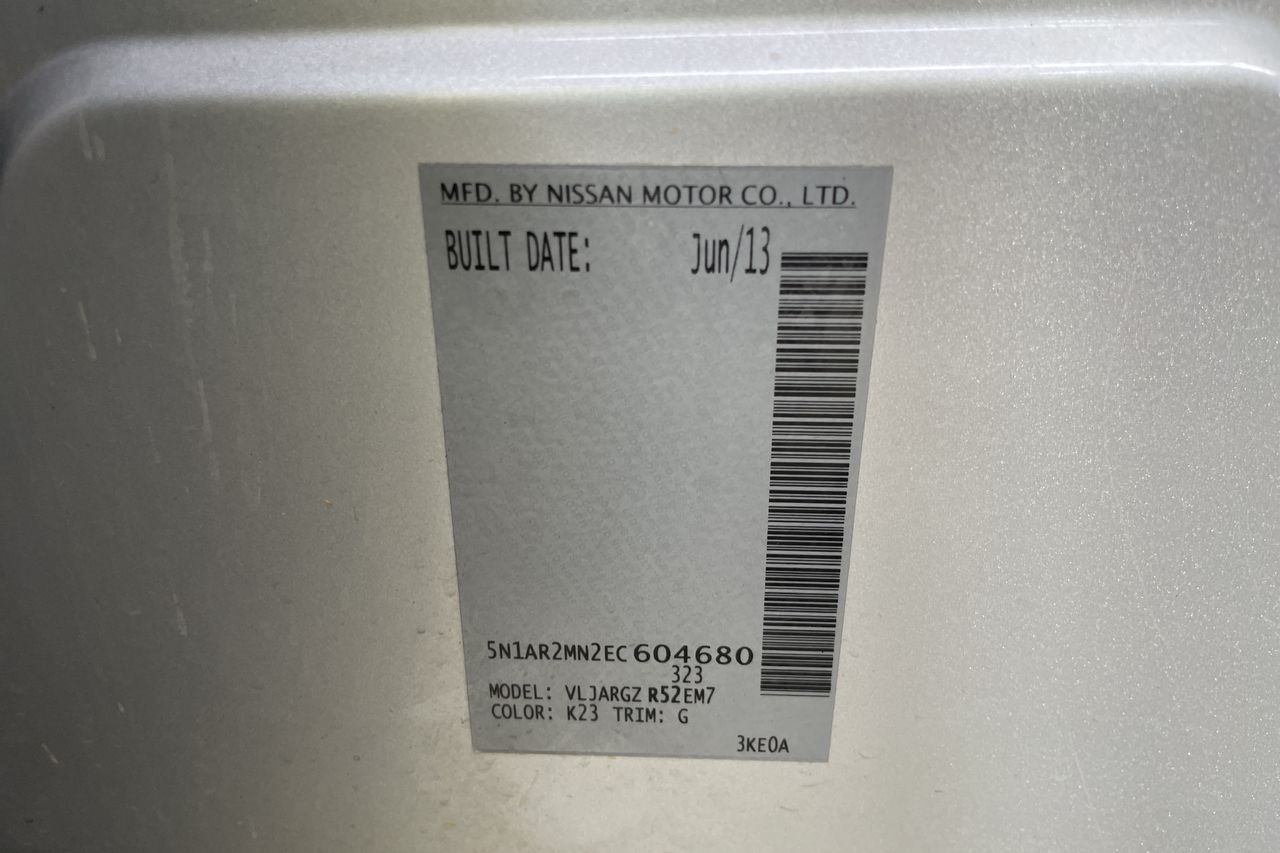 MFD. BY NISSAN MOTOR CO., LTD.
BUILT DATE: Jun/13
5N1AR2MN2EC604680
323
MODEL: VLJARGZ R52EM7
COLOR: K23 TRIM: G
3KE0A